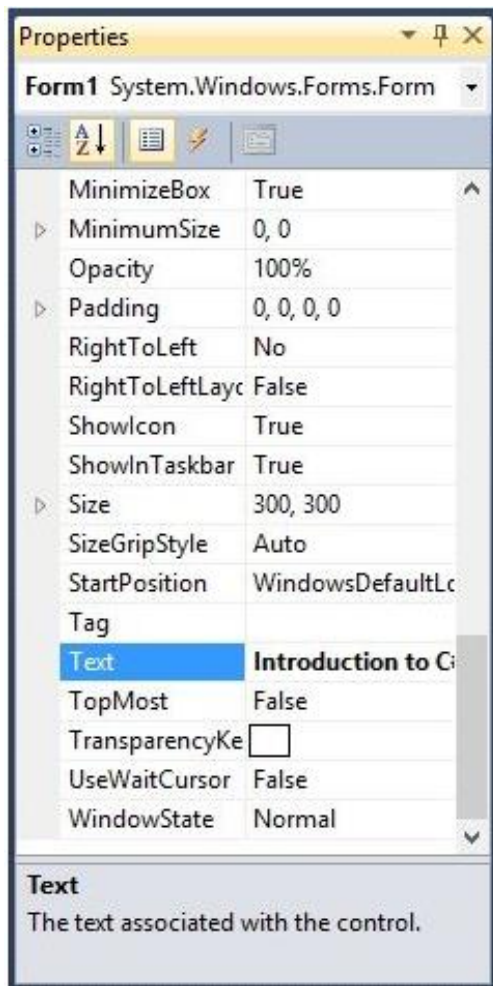 Properties
Form1 System.Windows.Forms.Form
A
Z
MinimizeBox True
MinimumSize 0, 0
Opacity 100%
Padding 0, 0, 0, 0
RightToLeft No
RightToLeftLayc False
ShowIcon True
ShowInTaskbar True
Size 300, 300
SizeGripStyle Auto
StartPosition WindowsDefaultLc
Tag
Text Introduction to C#
TopMost False
TransparencyKe
UseWaitCursor False
WindowState Normal
Text
The text associated with the control.